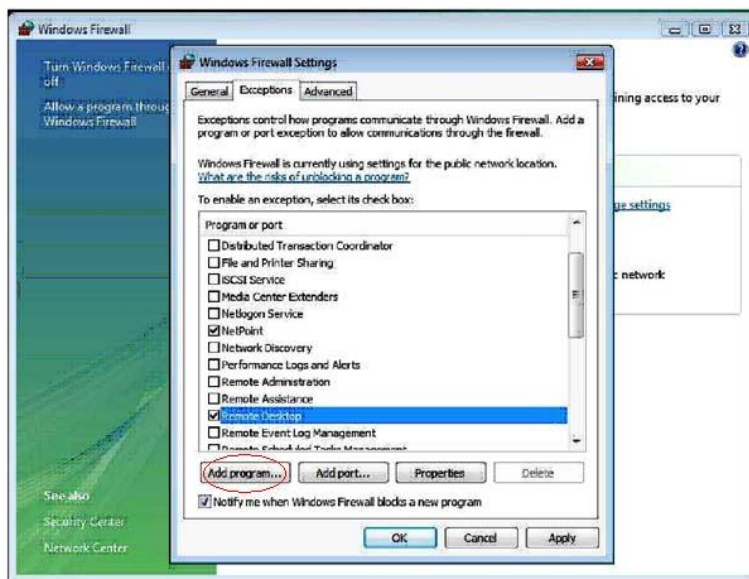 Windows Firewall
Turn Windows Firewall
off
Allow a program throug
Windows Firewall
See also
Security Center
Network Center
ining access to your
ge settings
network
Windows Firewall Settings
General
Exceptions
Advanced
Exceptions control how programs communicate through Windows Firewall. Add a
program or port exception to allow communications through the firewall.
Windows Firewall is currently using settings for the public network location.
What are the risks of unblocking a program?
To enable an exception, select its check box:
Program or port
Distributed Transaction Coordinator
File and Printer Sharing
iSCSI Service
Media Center Extenders
Netlogon Service
NetPoint
Network Discovery
Performance Logs and Alerts
Remote Administration
Remote Assistance
Remote Desktop
Remote Event Log Management
Remote Scheduled Tasks Management
Add program...
Add port...
Properties
Delete
Notify me when Windows Firewall blocks a new program
OK
Cancel
Apply